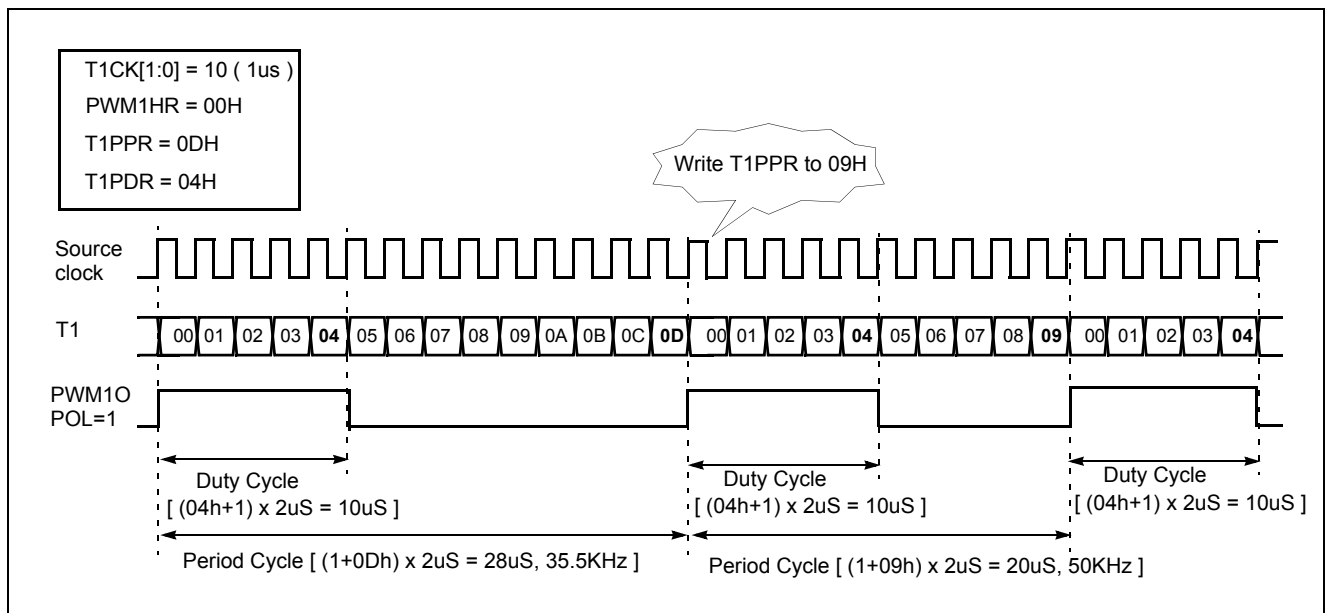 T1CK[1:0] = 10 ( 1us )
PWM1HR = 00H
T1PPR = 0DH
T1PDR = 04H
Write T1PPR to 09H
Source
clock
T1 00 01 02 03 04 05 06 07 08 09 0A 0B 0C 0D 00 01 02 03 04 05 06 07 08 09 00 01 02 03 04
PWM1O
POL=1
Duty Cycle
[ (04h+1) x 2uS = 10uS ]
Duty Cycle
[ (04h+1) x 2uS = 10uS ]
Duty Cycle
[ (04h+1) x 2uS = 10uS ]
Period Cycle [ (1+0Dh) x 2uS = 28uS, 35.5KHz ]
Period Cycle [ (1+09h) x 2uS = 20uS, 50KHz ]